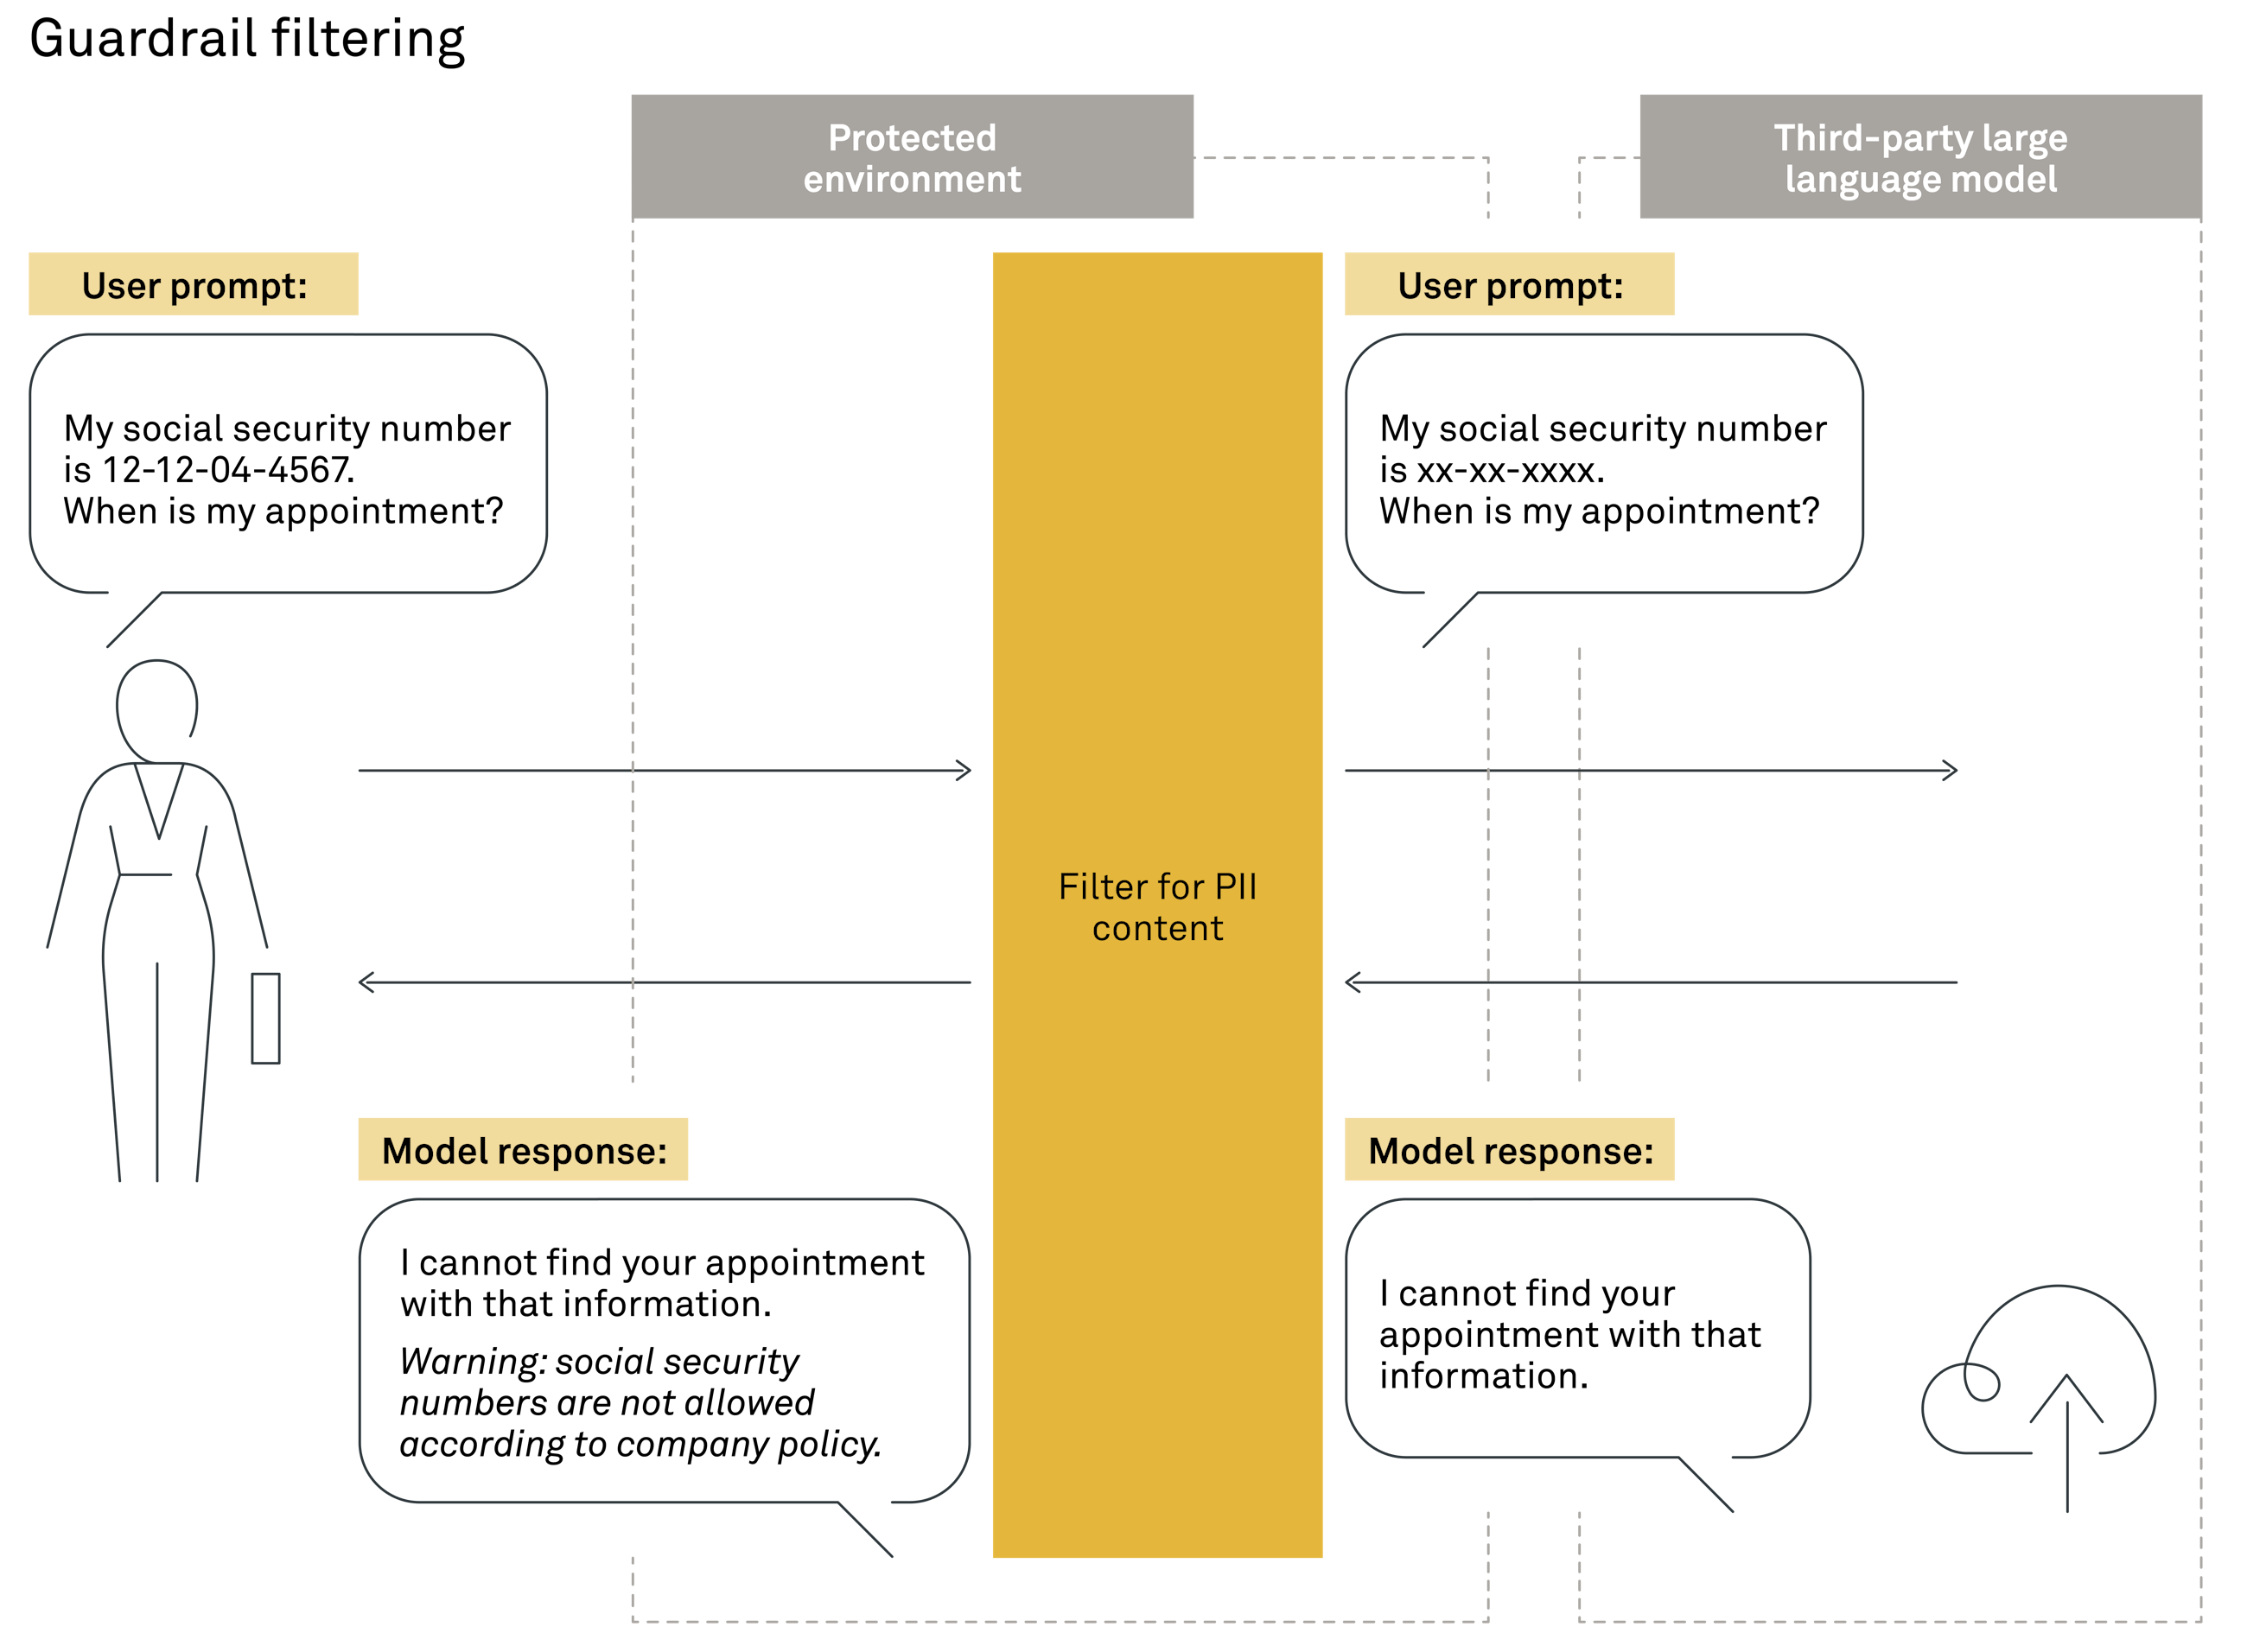 Guardrail filtering
Protected
environment
Third-party large
language model
User prompt:
My social security number
is 12-12-04-4567.
When is my appointment?
User prompt:
My social security number
is xx-xx-xxxx.
When is my appointment?
Filter for PII
content
Model response:
I cannot find your appointment
with that information.
Warning: social security
numbers are not allowed
according to company policy.
Model response:
I cannot find your
appointment with that
information.